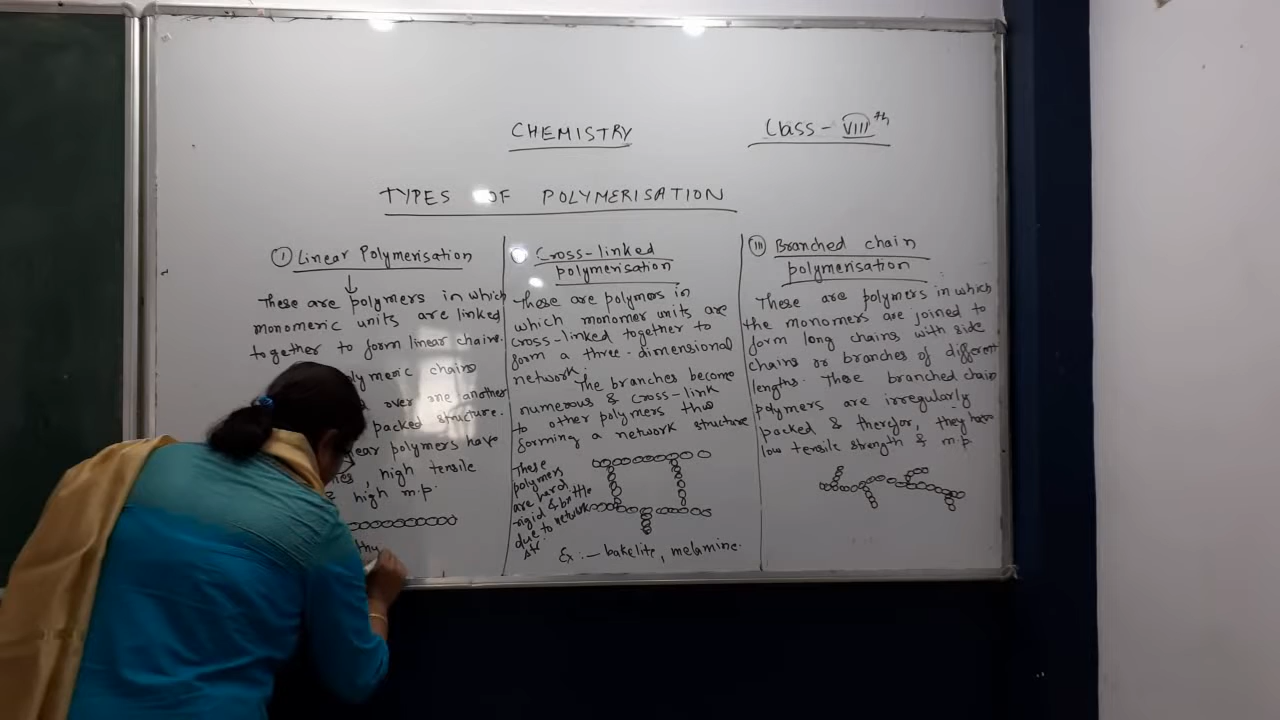 CHEMISTRY
Class - VIIIth
TYPES OF POLYMERISATION
I Linear Polymerisation
These are polymers in which
monomeric units are linked
together to form linear chains.
chains
over one another
packed structure.
polymers have
, high tensile
high m.p.
Cross-linked
polymerisation
These are polymers in
which monomer units are
cross-linked together to
form a three-dimensional
network.
The branches become
numerous & cross-link
to other polymers thus
forming a network structure
These
polymers
are hard,
rigid & brittle
due to network
str.
Ex :- bakelite, melamine.
III Branched chain
polymerisation
These are polymers in which
the monomers are joined to
form long chains with side
chains or branches of different
lengths. These branched chain
polymers are irregularly
packed & therfor, they have
low tensile strength & m.p.